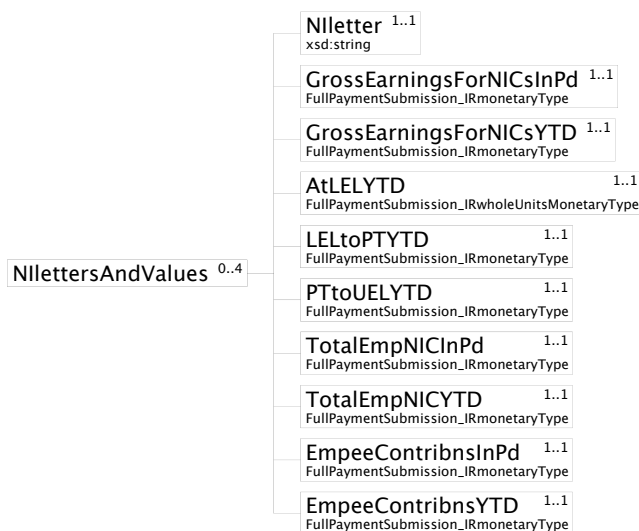 NIletter 1..1
xsd:string
GrossEarningsForNICsInPd 1..1
FullPaymentSubmission_IRmonetaryType
GrossEarningsForNICsYTD 1..1
FullPaymentSubmission_IRmonetaryType
AtLELYTD 1..1
FullPaymentSubmission_IRwholeUnitsMonetaryType
LELtoPTYTD 1..1
FullPaymentSubmission_IRmonetaryType
NIlettersAndValues 0..4
PTtoUELYTD 1..1
FullPaymentSubmission_IRmonetaryType
TotalEmpNICInPd 1..1
FullPaymentSubmission_IRmonetaryType
TotalEmpNICYTD 1..1
FullPaymentSubmission_IRmonetaryType
EmpeeContribnsInPd 1..1
FullPaymentSubmission_IRmonetaryType
EmpeeContribnsYTD 1..1
FullPaymentSubmission_IRmonetaryType